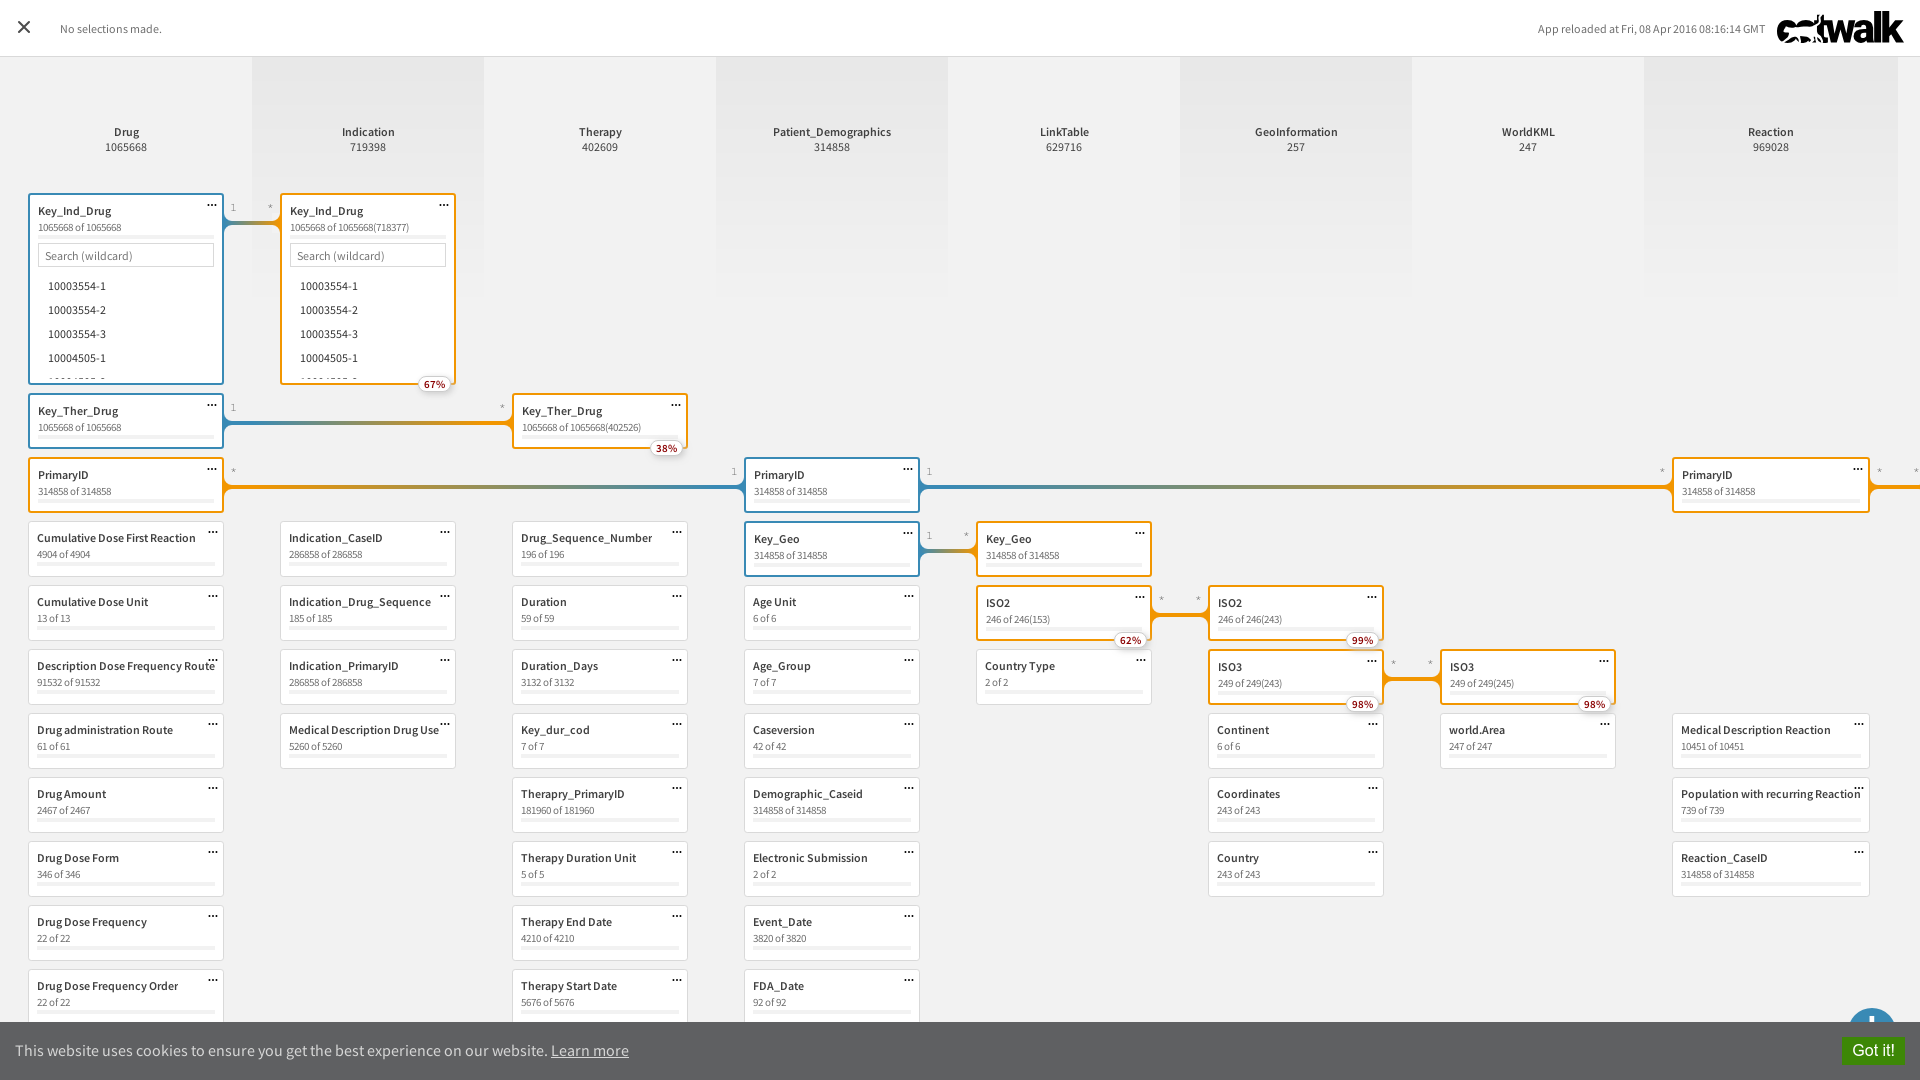 No selections made.
App reloaded at Fri, 08 Apr 2016 08:16:14 GMT
catwalk
Drug
1065668
Indication
719398
Therapy
402609
Patient_Demographics
314858
LinkTable
629716
GeoInformation
257
WorldKML
247
Reaction
969028
Key_Ind_Drug
1065668 of 1065668
Search (wildcard)
10003554-1
10003554-2
10003554-3
10004505-1
1
*
Key_Ind_Drug
1065668 of 1065668(718377)
Search (wildcard)
10003554-1
10003554-2
10003554-3
10004505-1
67%
Key_Ther_Drug
1065668 of 1065668
1
*
Key_Ther_Drug
1065668 of 1065668(402526)
38%
PrimaryID
314858 of 314858
*
1
PrimaryID
314858 of 314858
1
*
PrimaryID
314858 of 314858
*
*
Cumulative Dose First Reaction
4904 of 4904
Indication_CaseID
286858 of 286858
Drug_Sequence_Number
196 of 196
Key_Geo
314858 of 314858
1
*
Key_Geo
314858 of 314858
Cumulative Dose Unit
13 of 13
Indication_Drug_Sequence
185 of 185
Duration
59 of 59
Age Unit
6 of 6
ISO2
246 of 246(153)
62%
*
*
ISO2
246 of 246(243)
99%
Description Dose Frequency Route
91532 of 91532
Indication_PrimaryID
286858 of 286858
Duration_Days
3132 of 3132
Age_Group
7 of 7
Country Type
2 of 2
ISO3
249 of 249(243)
98%
*
*
ISO3
249 of 249(245)
98%
Drug administration Route
61 of 61
Medical Description Drug Use
5260 of 5260
Key_dur_cod
7 of 7
Caseversion
42 of 42
Continent
6 of 6
world.Area
247 of 247
Medical Description Reaction
10451 of 10451
Drug Amount
2467 of 2467
Therapry_PrimaryID
181960 of 181960
Demographic_Caseid
314858 of 314858
Coordinates
243 of 243
Population with recurring Reaction
739 of 739
Drug Dose Form
346 of 346
Therapy Duration Unit
5 of 5
Electronic Submission
2 of 2
Country
243 of 243
Reaction_CaseID
314858 of 314858
Drug Dose Frequency
22 of 22
Therapy End Date
4210 of 4210
Event_Date
3820 of 3820
Drug Dose Frequency Order
22 of 22
Therapy Start Date
5676 of 5676
FDA_Date
92 of 92
This website uses cookies to ensure you get the best experience on our website. Learn more
Got it!